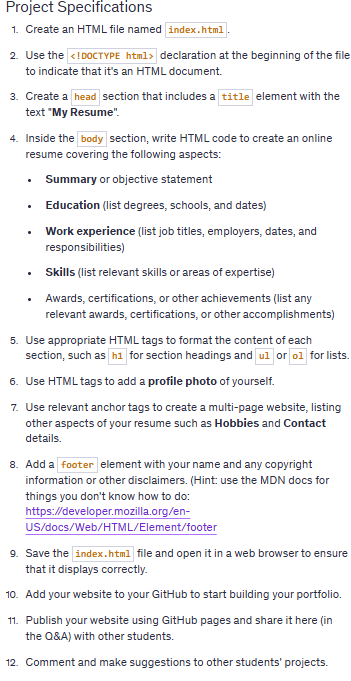 Project Specifications
1. Create an HTML file named index.html.
2. Use the <!DOCTYPE html> declaration at the beginning of the file
to indicate that it's an HTML document.
3. Create a head section that includes a title element with the
text "My Resume".
4. Inside the body section, write HTML code to create an online
resume covering the following aspects:
• Summary or objective statement
• Education (list degrees, schools, and dates)
• Work experience (list job titles, employers, dates, and
responsibilities)
• Skills (list relevant skills or areas of expertise)
• Awards, certifications, or other achievements (list any
relevant awards, certifications, or other accomplishments)
5. Use appropriate HTML tags to format the content of each
section, such as h1 for section headings and ul or ol for lists.
6. Use HTML tags to add a profile photo of yourself.
7. Use relevant anchor tags to create a multi-page website, listing
other aspects of your resume such as Hobbies and Contact
details.
8. Add a footer element with your name and any copyright
information or other disclaimers. (Hint: use the MDN docs for
things you don't know how to do:
https://developer.mozilla.org/en-
US/docs/Web/HTML/Element/footer
9. Save the index.html file and open it in a web browser to ensure
that it displays correctly.
10. Add your website to your GitHub to start building your portfolio.
11. Publish your website using GitHub pages and share it here (in
the Q&A) with other students.
12. Comment and make suggestions to other students' projects.